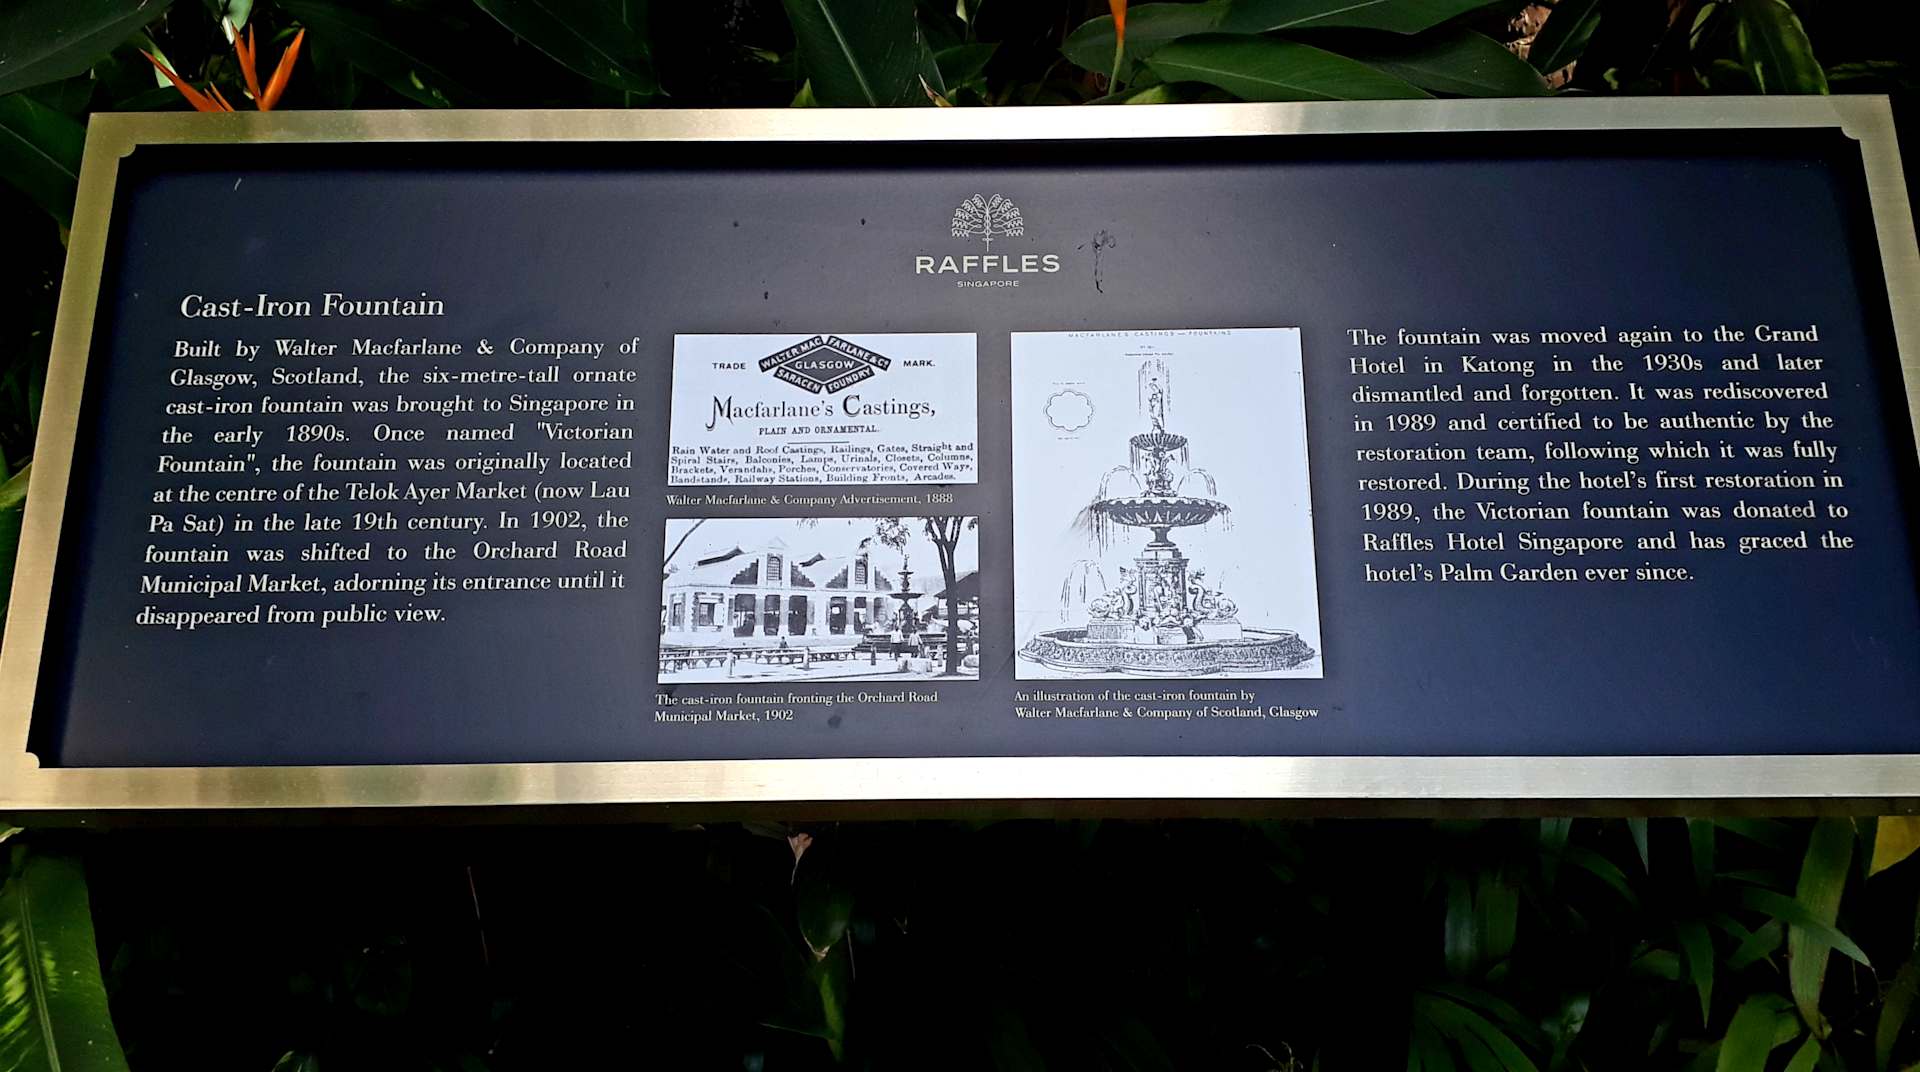 RAFFLES
SINGAPORE
Cast-Iron Fountain
Built by Walter Macfarlane & Company of
Glasgow, Scotland, the six-metre-tall ornate
cast-iron fountain was brought to Singapore in
the early 1890s. Once named "Victorian
Fountain", the fountain was originally located
at the centre of the Telok Ayer Market (now Lau
Pa Sat) in the late 19th century. In 1902, the
fountain was shifted to the Orchard Road
Municipal Market, adorning its entrance until it
disappeared from public view.
TRADE
WALTER MAC FARLANE & Co
GLASGOW
SARACEN FOUNDRY
MARK.
Macfarlane's Castings,
PLAIN AND ORNAMENTAL.
Rain Water and Roof Castings, Railings, Gates, Straight and
Spiral Stairs, Balconies, Lamps, Urinals, Closets, Columns,
Brackets, Verandahs, Porches, Conservatories, Covered Ways,
Bandstands, Railway Stations, Building Fronts, Arcades.
Walter Macfarlane & Company Advertisement, 1888
The cast-iron fountain fronting the Orchard Road
Municipal Market, 1902
MACFARLANE'S CASTINGS — FOUNTAINS
An illustration of the cast-iron fountain by
Walter Macfarlane & Company of Scotland, Glasgow
The fountain was moved again to the Grand
Hotel in Katong in the 1930s and later
dismantled and forgotten. It was rediscovered
in 1989 and certified to be authentic by the
restoration team, following which it was fully
restored. During the hotel's first restoration in
1989, the Victorian fountain was donated to
Raffles Hotel Singapore and has graced the
hotel's Palm Garden ever since.